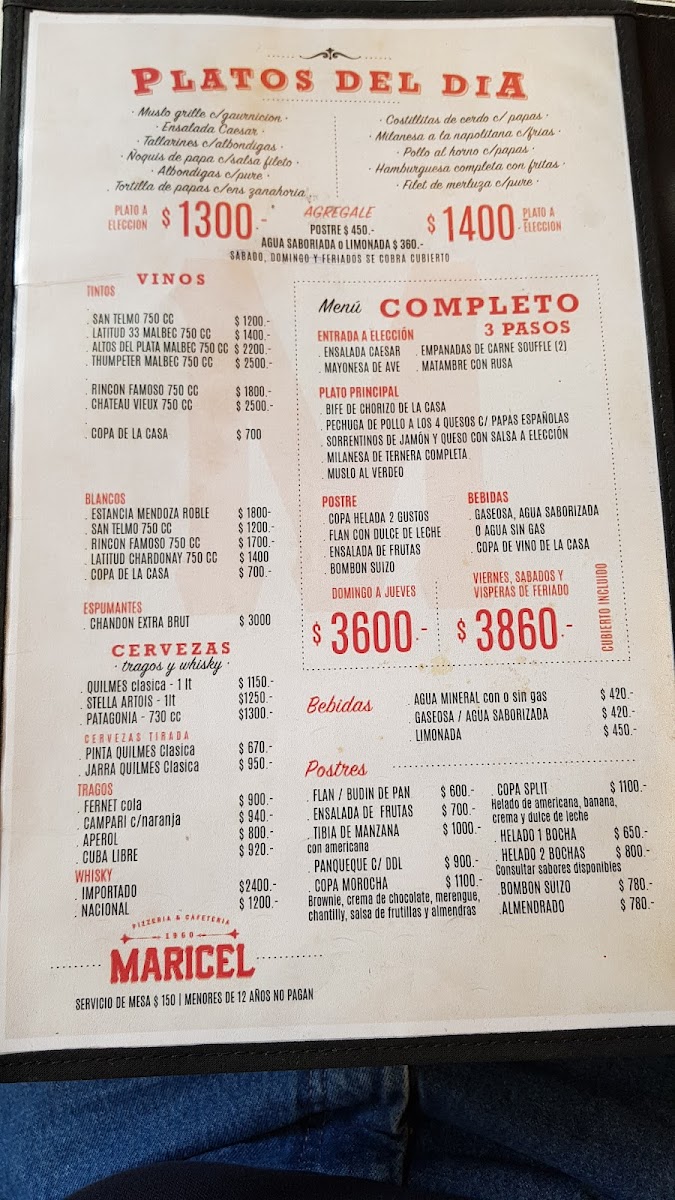 PLATOS DEL DIA
· Muslo grille c/gaurnicion ·
· Ensalada Caesar ·
· Tallarines c/albondigas ·
· Ñoquis de papa c/salsa fileto ·
· Albondigas c/pure ·
. Tortilla de papas c/ens zanahoria .
· Costillitas de cerdo c/ papas ·
· Milanesa a la napolitana c/frias ·
· Pollo al horno c/papas ·
· Hamburguesa completa con fritas ·
· Filet de merluza c/pure ·
PLATO A ELECCION $ 1300.-
AGREGALE
POSTRE $ 450.-
AGUA SABORIADA o LIMONADA $ 360.-
SABADO, DOMINGO Y FERIADOS SE COBRA CUBIERTO
$ 1400.- PLATO A ELECCION
VINOS
TINTOS
. SAN TELMO 750 CC $ 1200.-
. LATITUD 33 MALBEC 750 CC $ 1400.-
. ALTOS DEL PLATA MALBEC 750 CC $ 2200.-
. THUMPETER MALBEC 750 CC $ 2500.-
. RINCON FAMOSO 750 CC $ 1800.-
. CHATEAU VIEUX 750 CC $ 2500.-
. COPA DE LA CASA $ 700
BLANCOS
. ESTANCIA MENDOZA ROBLE $ 1800-
. SAN TELMO 750 CC $ 1200.-
. RINCON FAMOSO 750 CC $ 1700.-
. LATITUD CHARDONAY 750 CC $ 1400
. COPA DE LA CASA $ 700.-
ESPUMANTES
. CHANDON EXTRA BRUT $ 3000
CERVEZAS
· tragos y whisky ·
. QUILMES clasica - 1 lt $ 1150.-
. STELLA ARTOIS - 1lt $1250.-
. PATAGONIA - 730 cc $1300.-
CERVEZAS TIRADA
. PINTA QUILMES Clasica $ 670.-
. JARRA QUILMES Clasica $ 950.-
TRAGOS
. FERNET cola $ 900.-
. CAMPARI c/naranja $ 940.-
. APEROL $ 800.-
. CUBA LIBRE $ 920.-
WHISKY
. IMPORTADO $2400.-
. NACIONAL $ 1200.-
Menú COMPLETO
3 PASOS
ENTRADA A ELECCIÓN
. ENSALADA CAESAR . EMPANADAS DE CARNE SOUFFLE (2)
. MAYONESA DE AVE . MATAMBRE CON RUSA
PLATO PRINCIPAL
. BIFE DE CHORIZO DE LA CASA
. PECHUGA DE POLLO A LOS 4 QUESOS C/ PAPAS ESPAÑOLAS
. SORRENTINOS DE JAMÓN Y QUESO CON SALSA A ELECCIÓN
. MILANESA DE TERNERA COMPLETA
. MUSLO AL VERDEO
POSTRE
. COPA HELADA 2 GUSTOS
. FLAN CON DULCE DE LECHE
. ENSALADA DE FRUTAS
. BOMBON SUIZO
BEBIDAS
. GASEOSA, AGUA SABORIZADA
O AGUA SIN GAS
. COPA DE VINO DE LA CASA
DOMINGO A JUEVES
$ 3600.-
VIERNES, SABADOS Y
VISPERAS DE FERIADO
$ 3860.-
CUBIERTO INCLUIDO
Bebidas
. AGUA MINERAL con o sin gas $ 420.-
. GASEOSA / AGUA SABORIZADA $ 420.-
. LIMONADA $ 450.-
Postres
. FLAN / BUDIN DE PAN $ 600.-
. ENSALADA DE FRUTAS $ 700.-
. TIBIA DE MANZANA $ 1000.-
con americana
. PANQUEQUE C/ DDL $ 900.-
. COPA MOROCHA $ 1100.-
Brownie, crema de chocolate, merengue,
chantilly, salsa de frutillas y almendras
. COPA SPLIT $ 1100.-
Helado de americana, banana,
crema y dulce de leche
. HELADO 1 BOCHA $ 650.-
. HELADO 2 BOCHAS $ 800.-
Consultar sabores disponibles
.BOMBON SUIZO $ 780.-
.ALMENDRADO $ 780.-
PIZZERIA & CAFETERIA
1960
MARICEL
SERVICIO DE MESA $ 150 | MENORES DE 12 AÑOS NO PAGAN